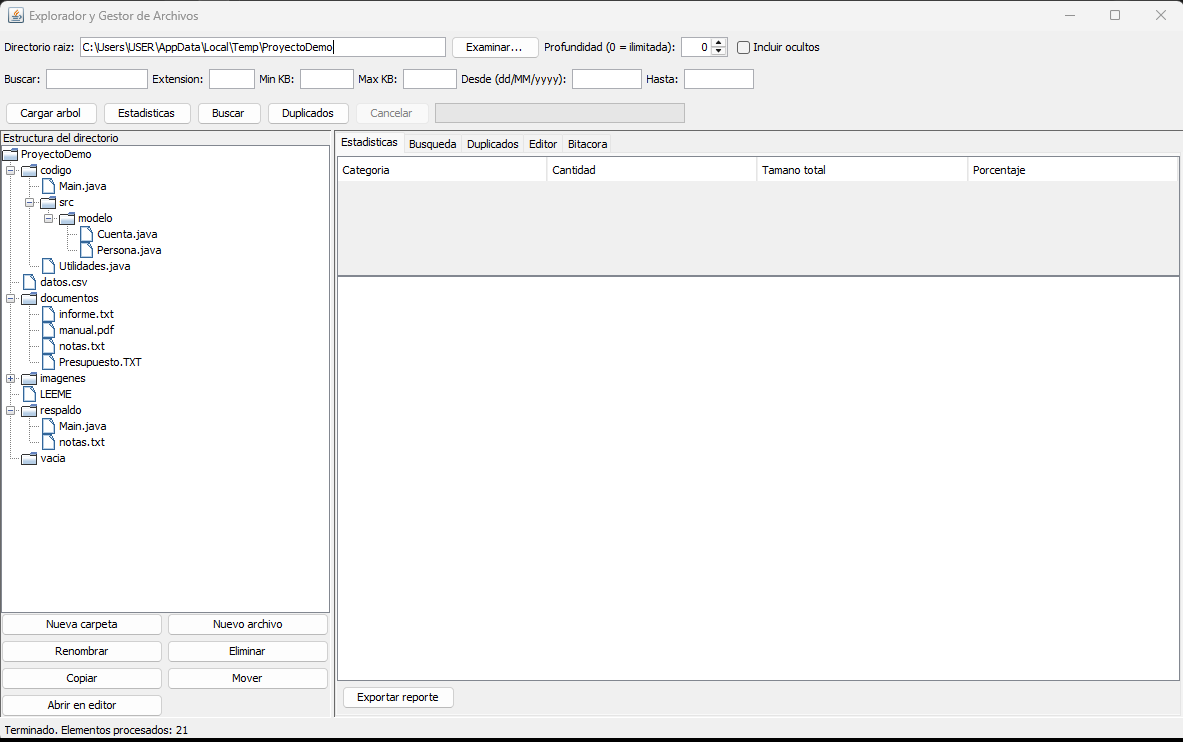 Explorador y Gestor de Archivos
Directorio raiz: C:\Users\USER\AppData\Local\Temp\ProyectoDemo Examinar... Profundidad (0 = ilimitada): 0 Incluir ocultos
Buscar: Extension: Min KB: Max KB: Desde (dd/MM/yyyy): Hasta:
Cargar arbol Estadisticas Buscar Duplicados Cancelar
Estructura del directorio
ProyectoDemo
codigo
Main.java
src
modelo
Cuenta.java
Persona.java
Utilidades.java
datos.csv
documentos
informe.txt
manual.pdf
notas.txt
Presupuesto.TXT
imagenes
LEEME
respaldo
Main.java
notas.txt
vacia
Nueva carpeta Nuevo archivo
Renombrar Eliminar
Copiar Mover
Abrir en editor
Estadisticas Busqueda Duplicados Editor Bitacora
Categoria Cantidad Tamano total Porcentaje
Exportar reporte
Terminado. Elementos procesados: 21